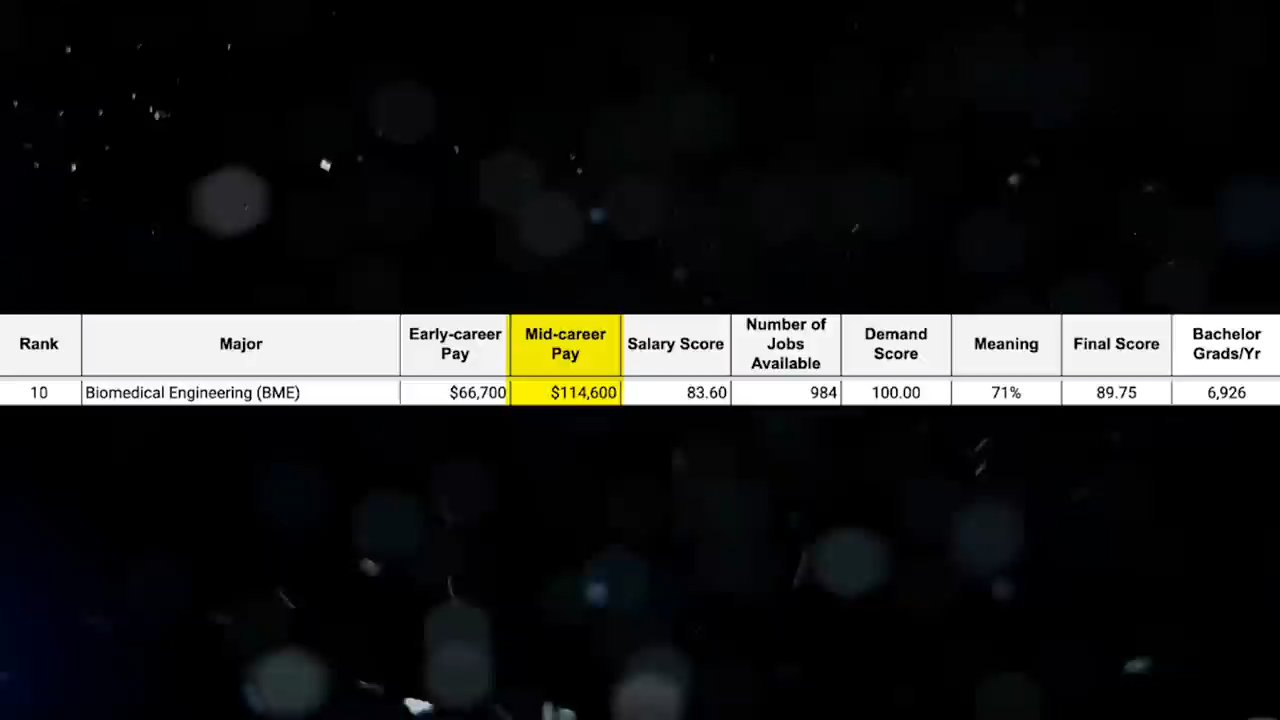 Rank Major Early-career Pay Mid-career Pay Salary Score Number of Jobs Available Demand Score Meaning Final Score Bachelor Grads/Yr
10 Biomedical Engineering (BME) $66,700 $114,600 83.60 984 100.00 71% 89.75 6,926